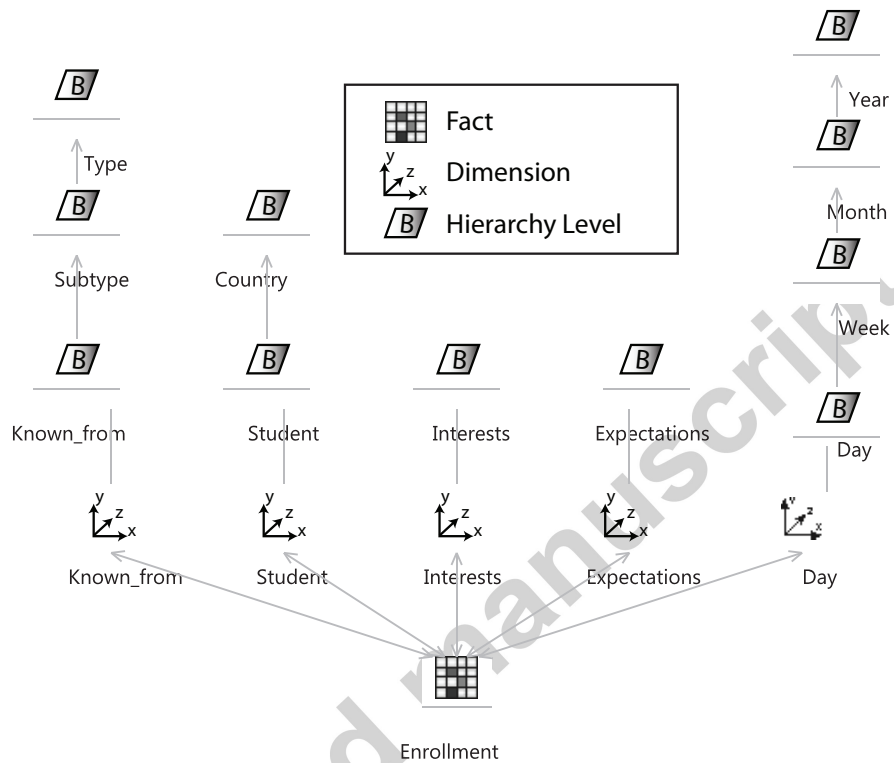 B
B
Year
Fact
B
B
y
z
x
Dimension
Type
B
B
B
Hierarchy Level
Month
B
Subtype
Country
Week
B
B
B
B
B
Known_from
Student
Interests
Expectations
Day
y
z
x
y
z
x
y
z
x
y
z
x
y
z
x
Known_from
Student
Interests
Expectations
Day
Enrollment
d manuscript